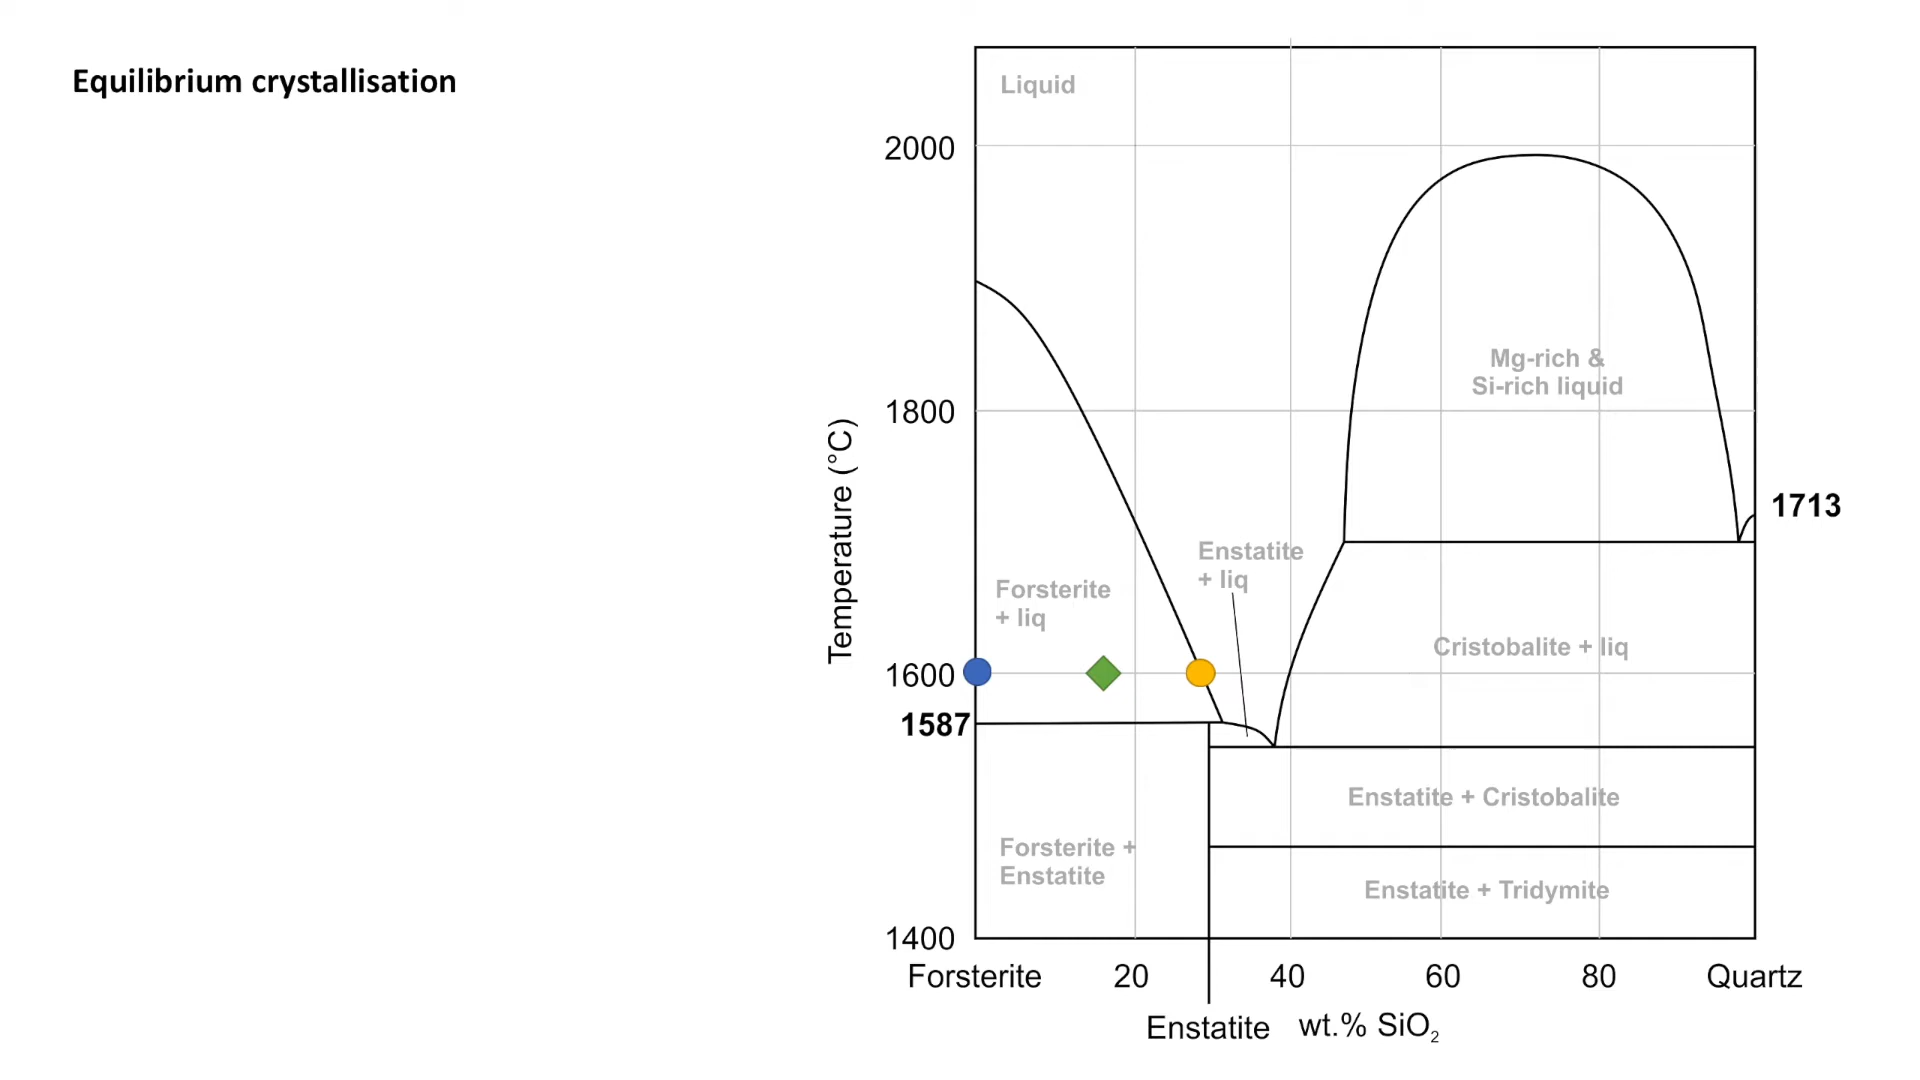 Equilibrium crystallisation
Liquid
2000
Mg-rich &
Si-rich liquid
1800
Temperature (°C)
1713
Enstatite
+ liq
Forsterite
+ liq
Cristobalite + liq
1600
1587
Enstatite + Cristobalite
Forsterite +
Enstatite
Enstatite + Tridymite
1400
Forsterite 20 40 60 80 Quartz
Enstatite wt.% SiO₂